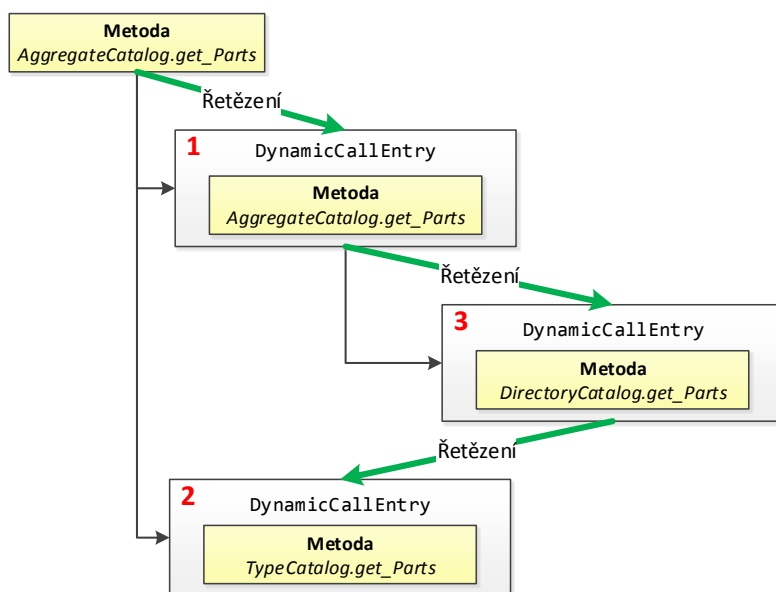 Metoda
AggregateCatalog.get_Parts
Řetězení
1
DynamicCallEntry
Metoda
AggregateCatalog.get_Parts
Řetězení
3
DynamicCallEntry
Metoda
DirectoryCatalog.get_Parts
Řetězení
2
DynamicCallEntry
Metoda
TypeCatalog.get_Parts